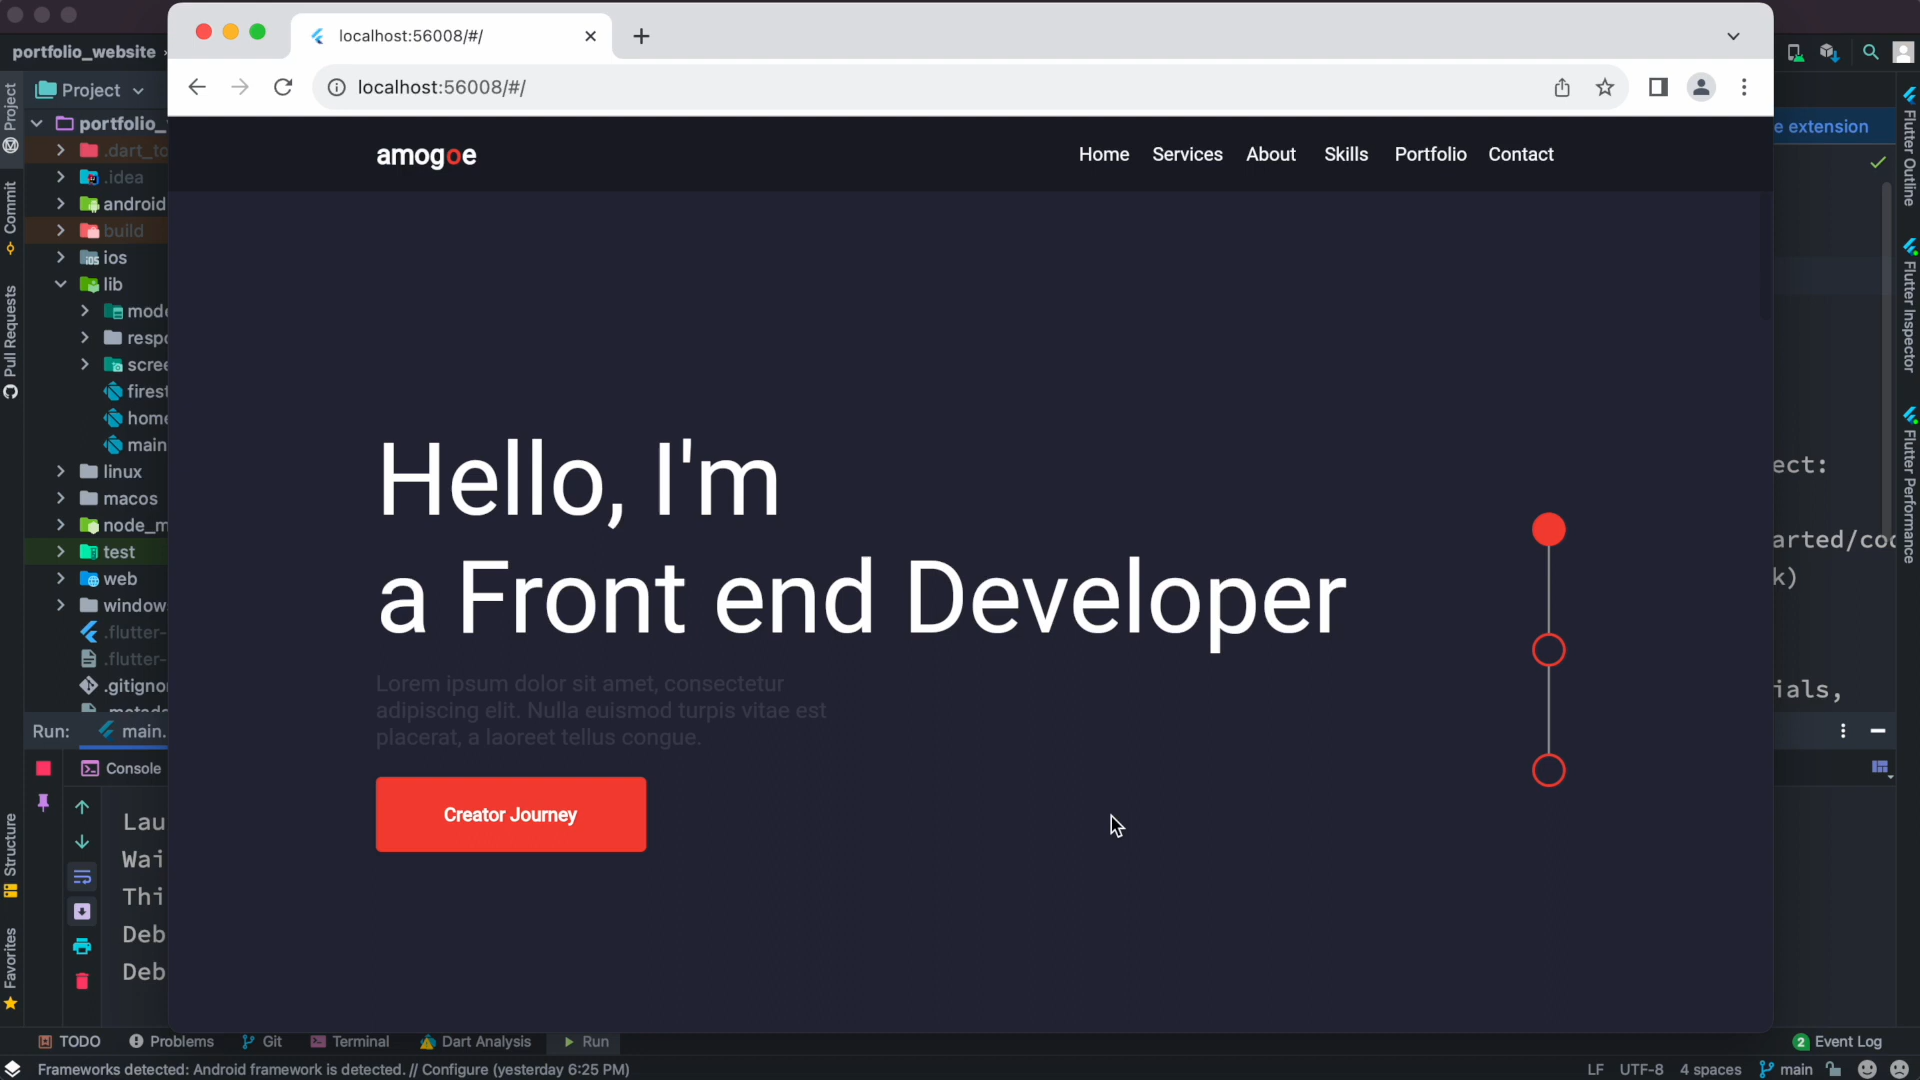 localhost:56008/#/
portfolio_website
Project
localhost:56008/#/
Project
portfolio_
.dart_to
.idea
android
build
ios
lib
mode
respo
scree
firest
home
main
linux
macos
node_m
test
web
window
.flutter-
.flutter-
.gitignor
Commit
Pull Requests
Structure
Favorites
amogoe
Home Services About Skills Portfolio Contact
Hello, I'm
a Front end Developer
Lorem ipsum dolor sit amet, consectetur
adipiscing elit. Nulla euismod turpis vitae est
placerat, a laoreet tellus congue.
Creator Journey
e extension
ect:
arted/coc
k)
ials,
Flutter Outline
Flutter Inspector
Flutter Performance
Run: main.
Console
Lau
Wai
Thi
Deb
Deb
TODO Problems Git Terminal Dart Analysis Run 2 Event Log
Frameworks detected: Android framework is detected. // Configure (yesterday 6:25 PM) LF UTF-8 4 spaces main